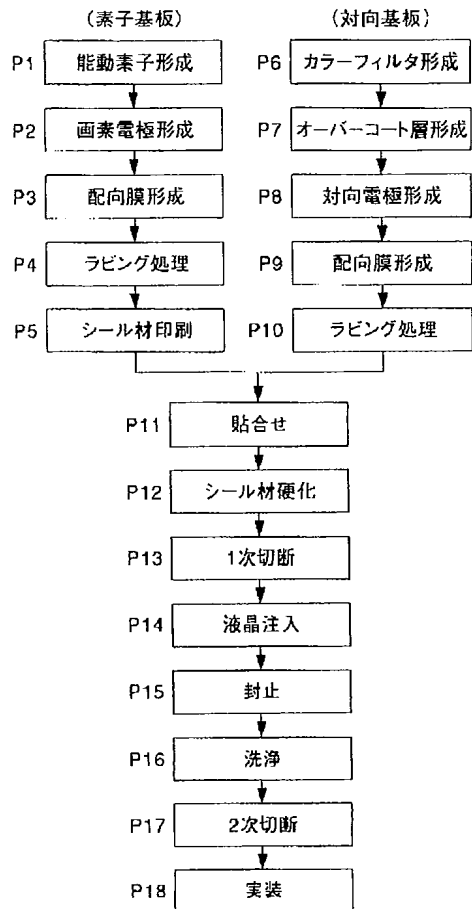 (素子基板)
P1 能動素子形成
P2 画素電極形成
P3 配向膜形成
P4 ラビング処理
P5 シール材印刷
(対向基板)
P6 カラーフィルタ形成
P7 オーバーコート層形成
P8 対向電極形成
P9 配向膜形成
P10 ラビング処理
P11 貼合せ
P12 シール材硬化
P13 1次切断
P14 液晶注入
P15 封止
P16 洗浄
P17 2次切断
P18 実装